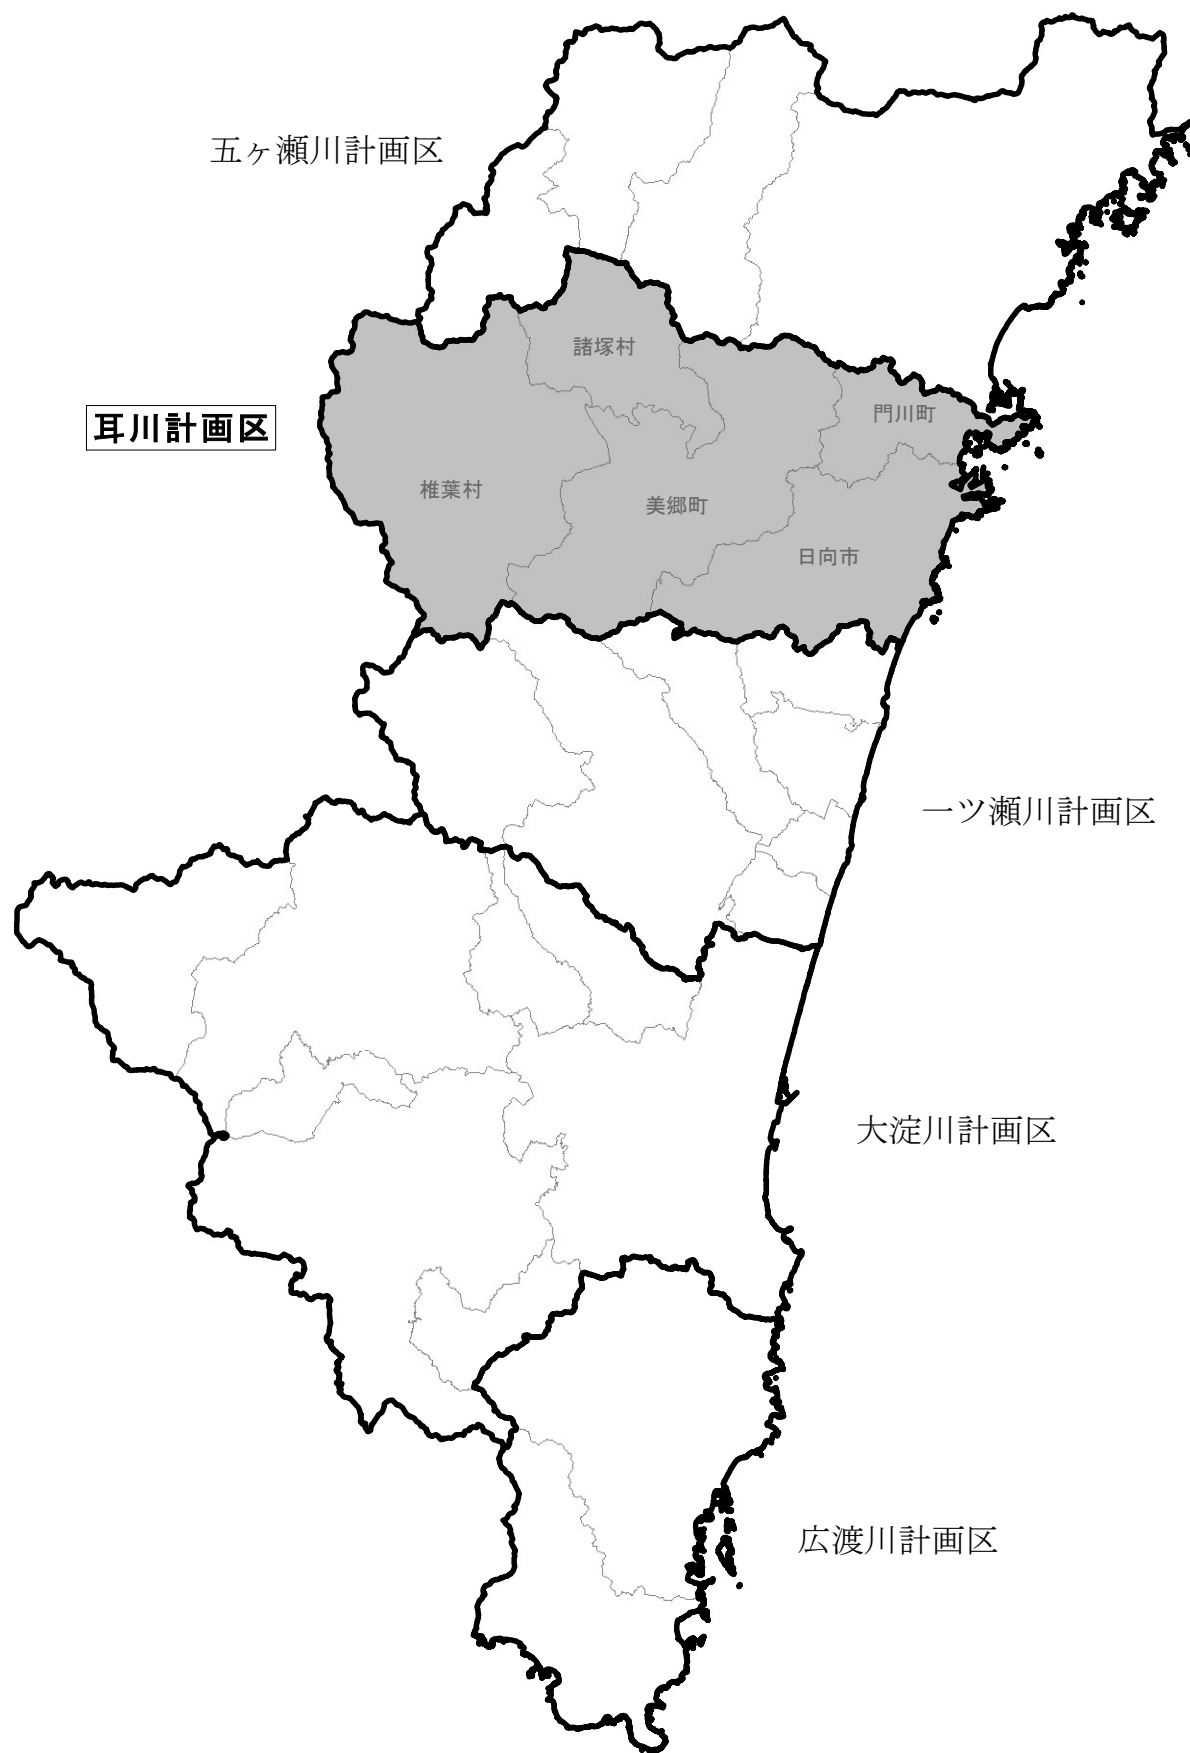 五ヶ瀬川計画区
諸塚村
門川町
耳川計画区
椎葉村
美郷町
日向市
一ツ瀬川計画区
大淀川計画区
広渡川計画区